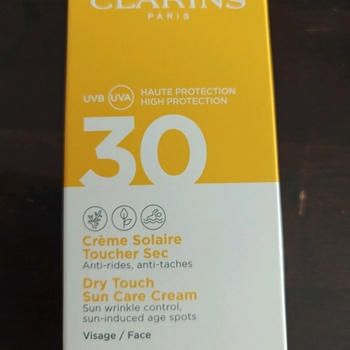 CLARINS
PARIS
UVB UVA HAUTE PROTECTION
HIGH PROTECTION
30
Crème Solaire
Toucher Sec
Anti-rides, anti-taches
Dry Touch
Sun Care Cream
Sun wrinkle control,
sun-induced age spots
Visage / Face